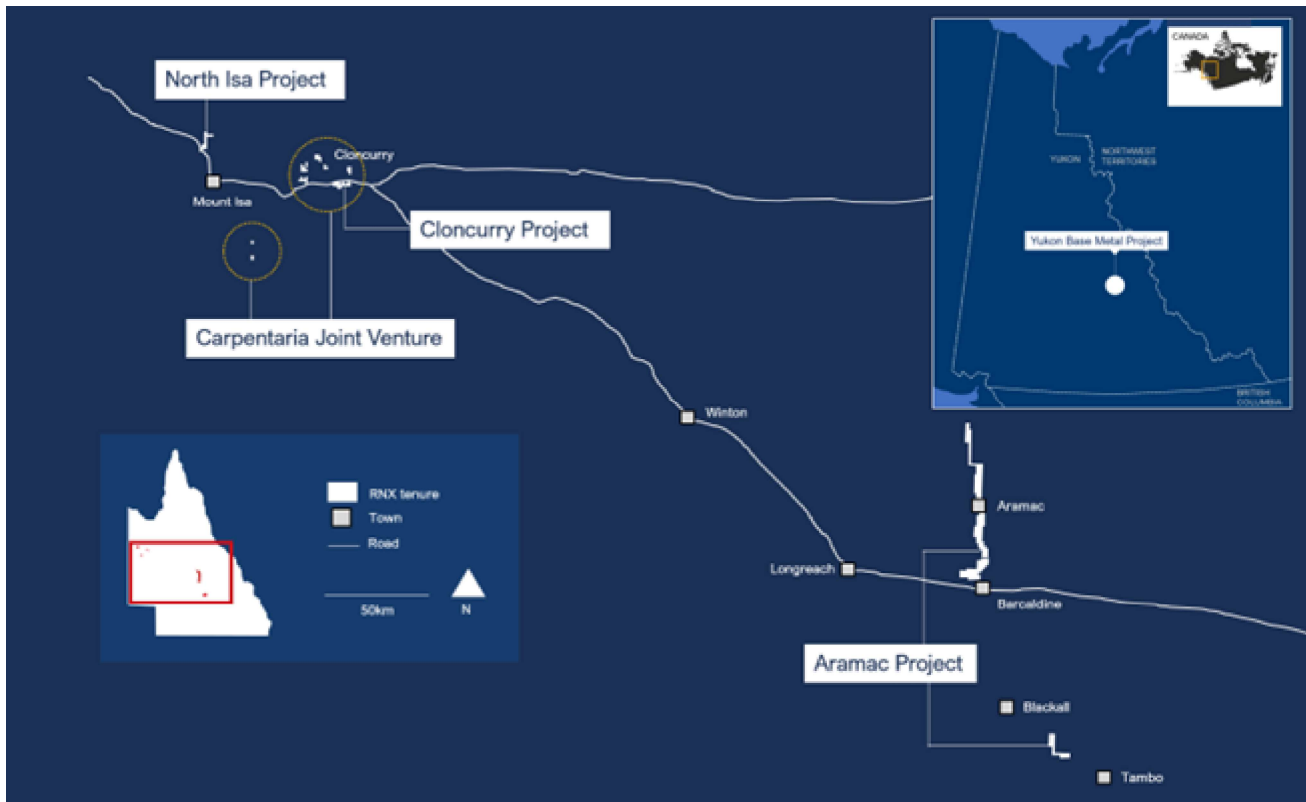 North Isa Project
Cloncurry
Mount Isa
Cloncurry Project
Carpentaria Joint Venture
CANADA
YUKON
NORTHWEST
TERRITORIES
Yukon Base Metal Project
BRITISH
COLUMBIA
Winton
RNX tenure
Town
Road
50km
N
Aramac
Longreach
Barcaldine
Aramac Project
Blackall
Tambo